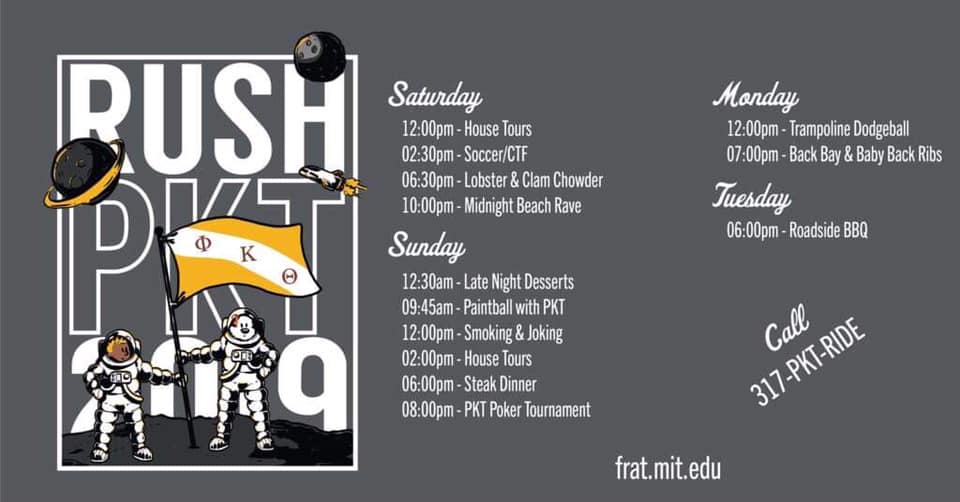 RUSH
PKT
2019
Φ Κ Θ
Saturday
12:00pm - House Tours
02:30pm - Soccer/CTF
06:30pm - Lobster & Clam Chowder
10:00pm - Midnight Beach Rave
Sunday
12:30am - Late Night Desserts
09:45am - Paintball with PKT
12:00pm - Smoking & Joking
02:00pm - House Tours
06:00pm - Steak Dinner
08:00pm - PKT Poker Tournament
Monday
12:00pm - Trampoline Dodgeball
07:00pm - Back Bay & Baby Back Ribs
Tuesday
06:00pm - Roadside BBQ
Call
317-PKT-RIDE
frat.mit.edu